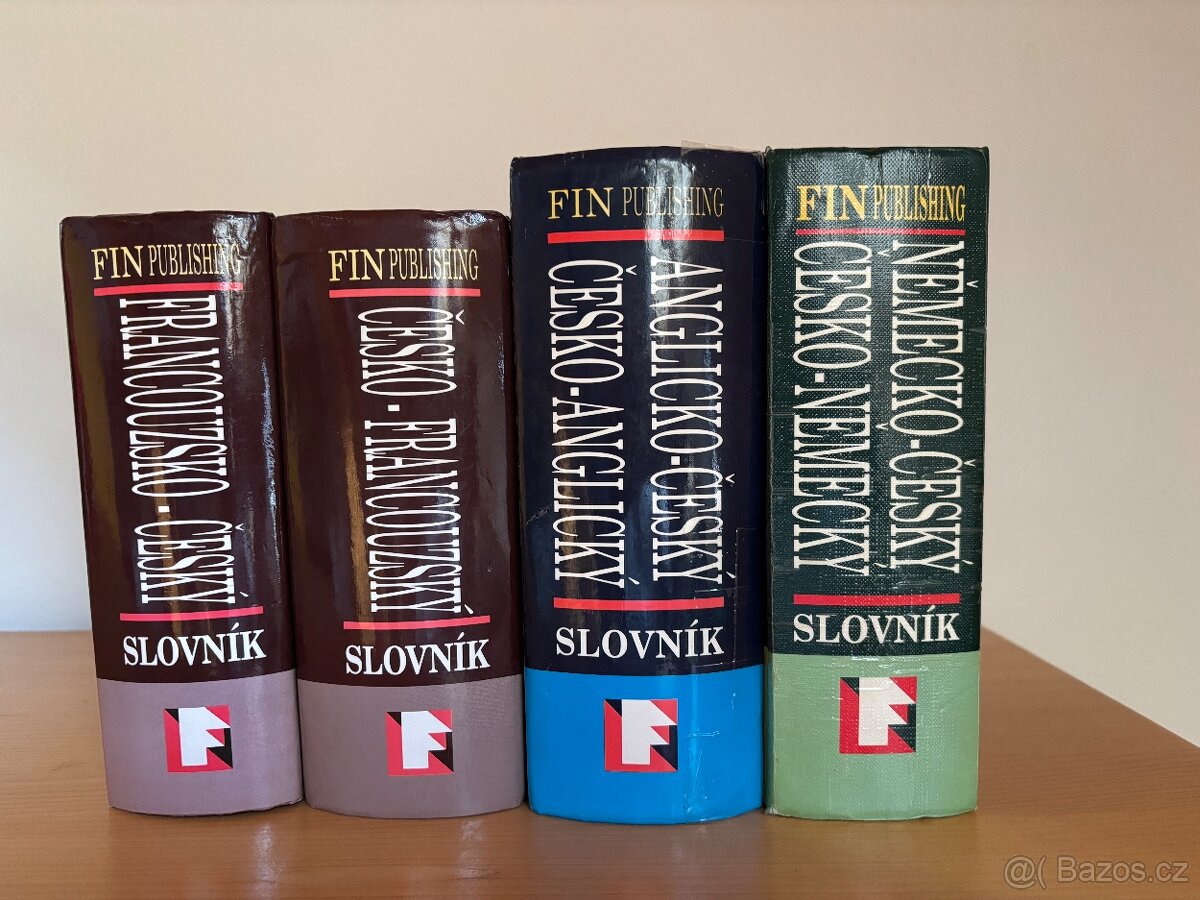 FIN PUBLISHING
FRANCOUZSKO - ČESKÝ
SLOVNÍK
F
FIN PUBLISHING
ČESKO - FRANCOUZSKÝ
SLOVNÍK
F
FIN PUBLISHING
ANGLICKO-ČESKÝ
ČESKO-ANGLICKÝ
SLOVNÍK
F
FIN PUBLISHING
NĚMECKO-ČESKÝ
ČESKO-NĚMECKÝ
SLOVNÍK
F
@( Bazos.cz